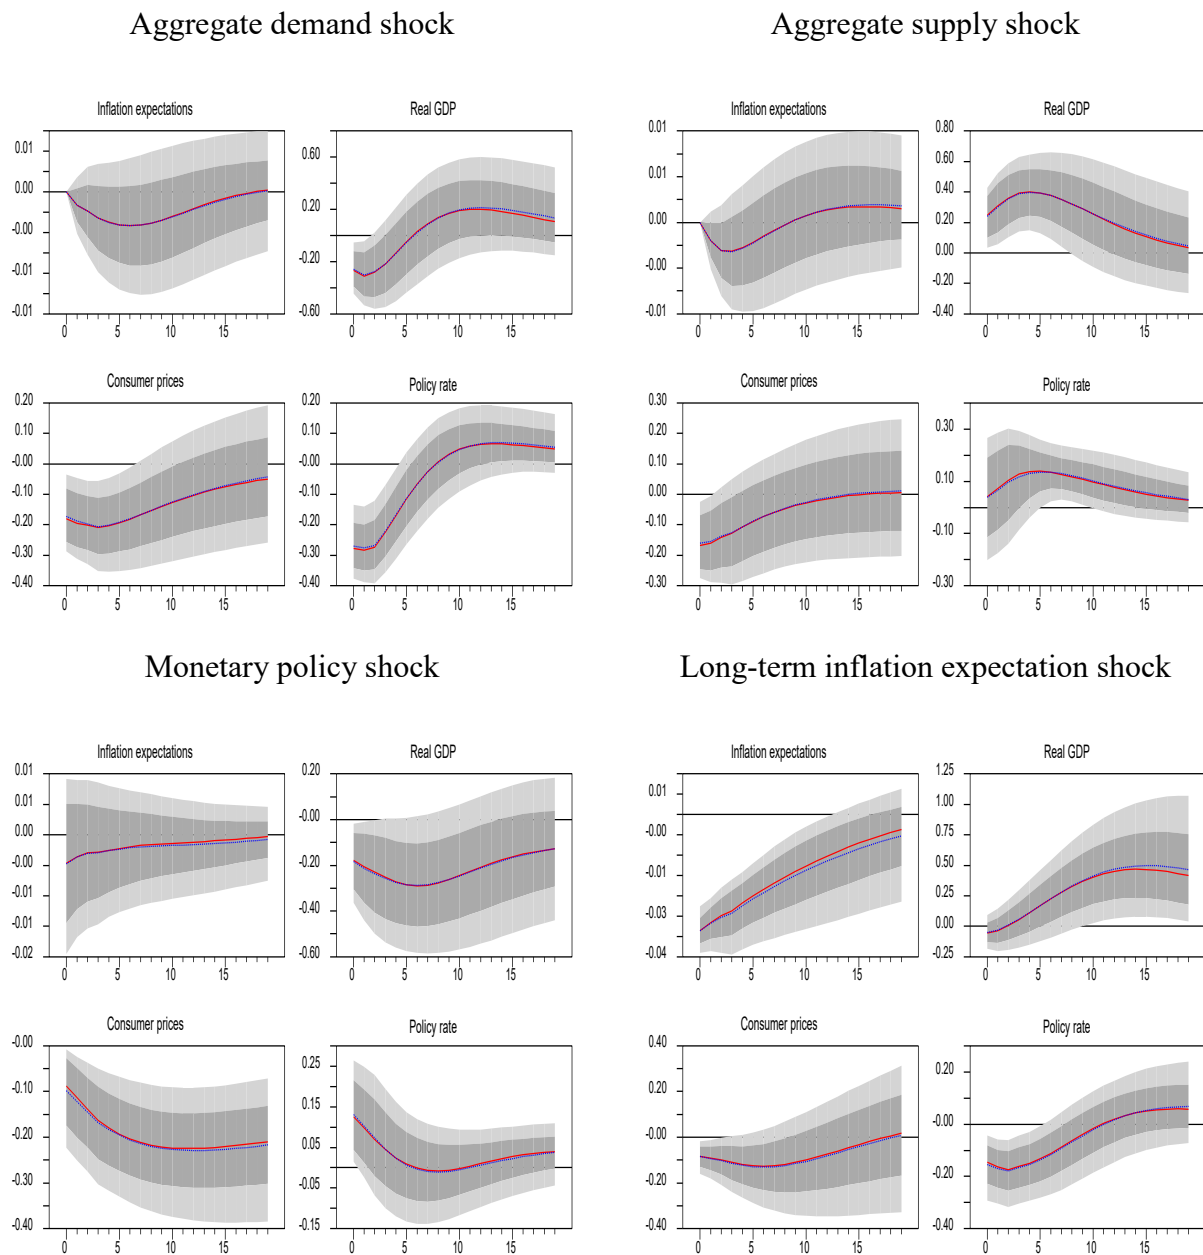 Aggregate demand shock
Aggregate supply shock
Inflation expectations
Real GDP
Inflation expectations
Real GDP
0.01
0.00
-0.00
-0.01
-0.01
0 5 10 15
0.60
0.20
-0.20
-0.60
0 5 10 15
0.01
0.00
-0.00
-0.01
0 5 10 15
0.80
0.60
0.40
0.20
0.00
-0.20
-0.40
0 5 10 15
Consumer prices
Policy rate
Consumer prices
Policy rate
0.20
0.10
-0.00
-0.10
-0.20
-0.30
-0.40
0 5 10 15
0.20
0.10
-0.00
-0.10
-0.20
-0.30
-0.40
0 5 10 15
0.30
0.20
0.10
0.00
-0.10
-0.20
-0.30
0 5 10 15
0.30
0.10
-0.10
-0.30
0 5 10 15
Monetary policy shock
Long-term inflation expectation shock
Inflation expectations
Real GDP
Inflation expectations
Real GDP
0.01
0.01
0.00
-0.00
-0.01
-0.01
-0.02
0 5 10 15
0.20
-0.00
-0.20
-0.40
-0.60
0 5 10 15
-0.00
-0.01
-0.03
-0.04
0 5 10 15
1.25
1.00
0.75
0.50
0.25
0.00
-0.25
0 5 10 15
Consumer prices
Policy rate
Consumer prices
Policy rate
-0.00
-0.10
-0.20
-0.30
-0.40
0 5 10 15
0.25
0.15
0.05
-0.05
-0.15
0 5 10 15
0.40
0.20
-0.00
-0.20
-0.40
0 5 10 15
0.20
-0.00
-0.20
-0.40
0 5 10 15